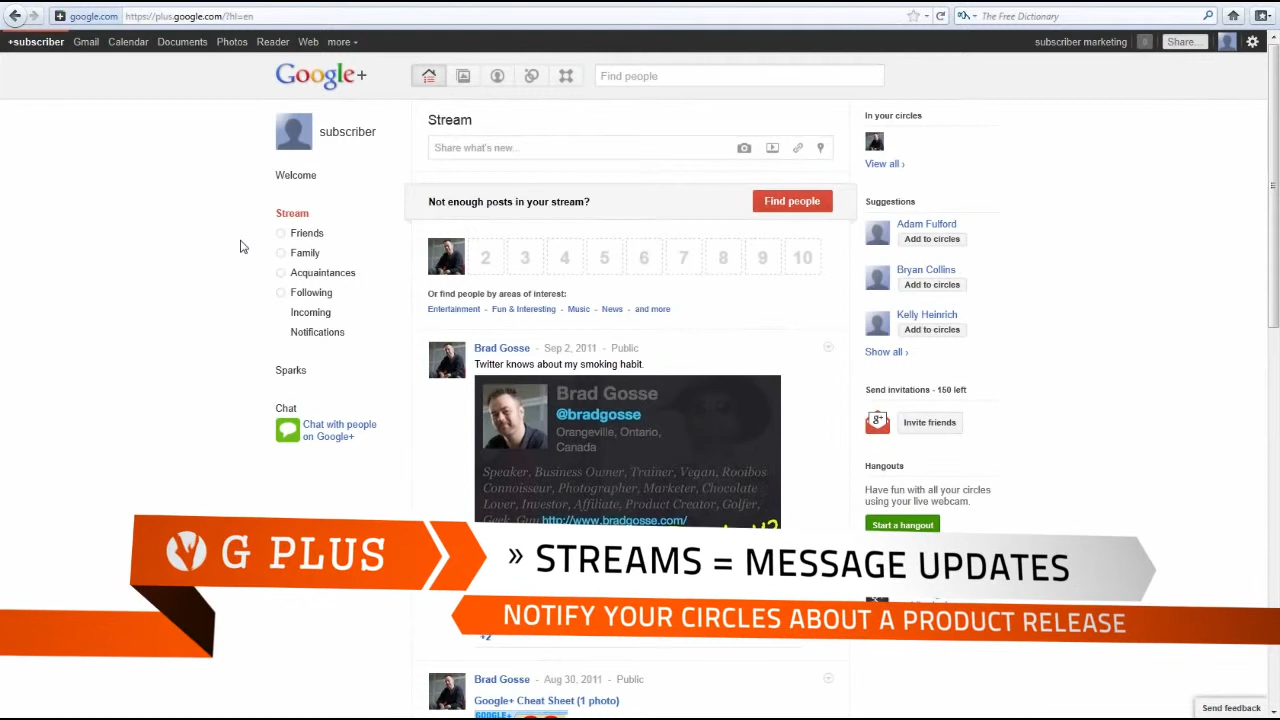 google.com
https://plus.google.com/?hl=en
The Free Dictionary
+subscriber Gmail Calendar Documents Photos Reader Web more
subscriber marketing
0
Share...
Google+
Find people
subscriber
Welcome
Stream
Friends
Family
Acquaintances
Following
Incoming
Notifications
Sparks
Chat
Chat with people
on Google+
Stream
Share what's new...
Not enough posts in your stream?
Find people
2 3 4 5 6 7 8 9 10
Or find people by areas of interest:
Entertainment - Fun & Interesting - Music - News - and more
Brad Gosse - Sep 2, 2011 - Public
Twitter knows about my smoking habit.
Brad Gosse
@bradgosse
Orangeville, Ontario,
Canada
Speaker, Business Owner, Trainer, Vegan, Rooibos
Connoisseur, Photographer, Marketer, Chocolate
Lover, Investor, Affiliate, Product Creator, Golfer,
Geek, Guy http://www.bradgosse.com/
+2
Brad Gosse - Aug 30, 2011 - Public
Google+ Cheat Sheet (1 photo)
GOOGLE+
In your circles
View all ›
Suggestions
Adam Fulford
Add to circles
Bryan Collins
Add to circles
Kelly Heinrich
Add to circles
Show all ›
Send invitations - 150 left
g+
Invite friends
Hangouts
Have fun with all your circles
using your live webcam.
Start a hangout
G PLUS
» STREAMS = MESSAGE UPDATES
NOTIFY YOUR CIRCLES ABOUT A PRODUCT RELEASE
Send feedback